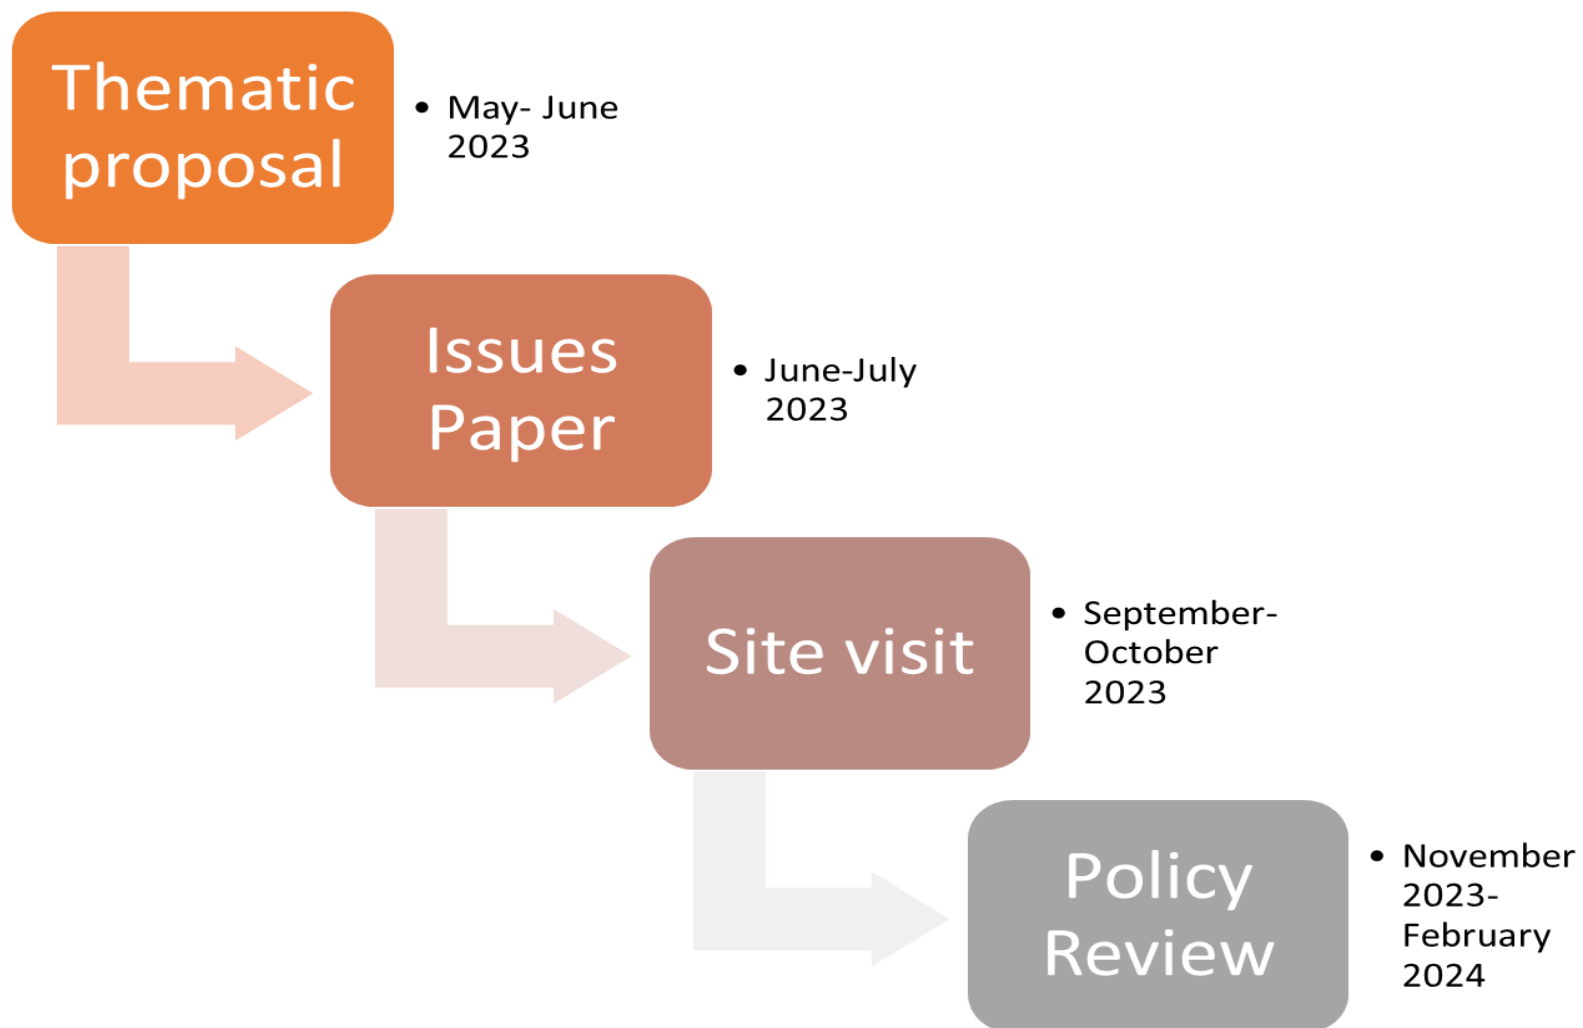 Thematic
proposal
• May- June
2023
Issues
Paper
• June-July
2023
Site visit
• September-
October
2023
Policy
Review
• November
2023-
February
2024